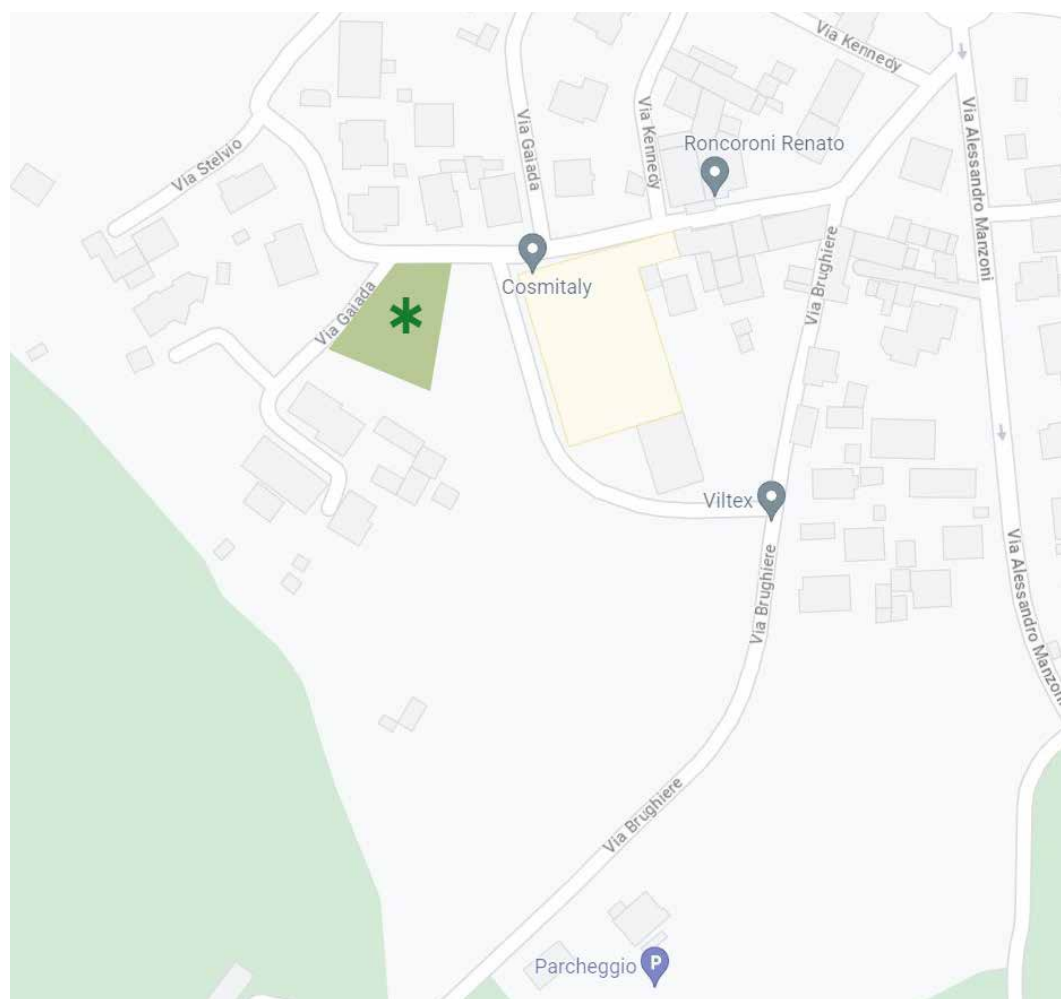 Via Kennedy
Via Stelvio
Via Gaiada
Via Kennedy
Roncoroni Renato
Via Alessandro Manzoni
Via Brughiere
Cosmitaly
Via Gaiada
Viltex
Via Brughiere
Via Alessandro Manzoni
Via Brughiere
Parcheggio P